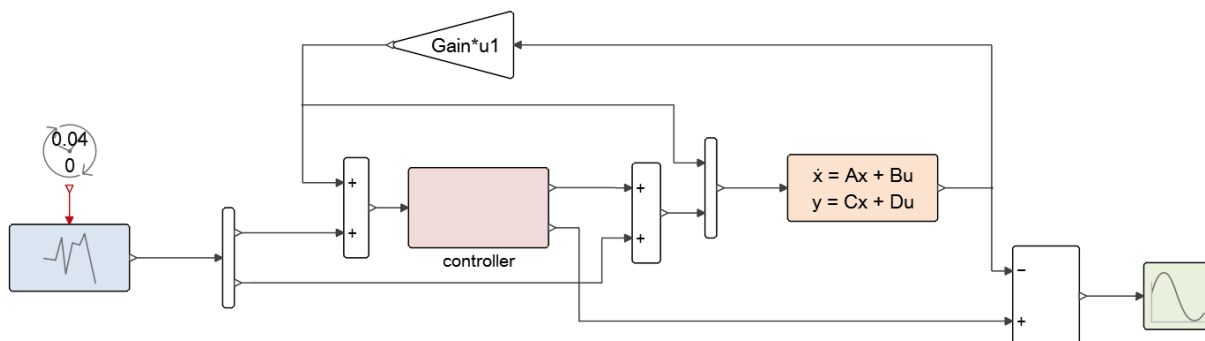 Gain*u1
0.04
0
+
+
controller
+
+
ẋ = Ax + Bu
y = Cx + Du
−
+